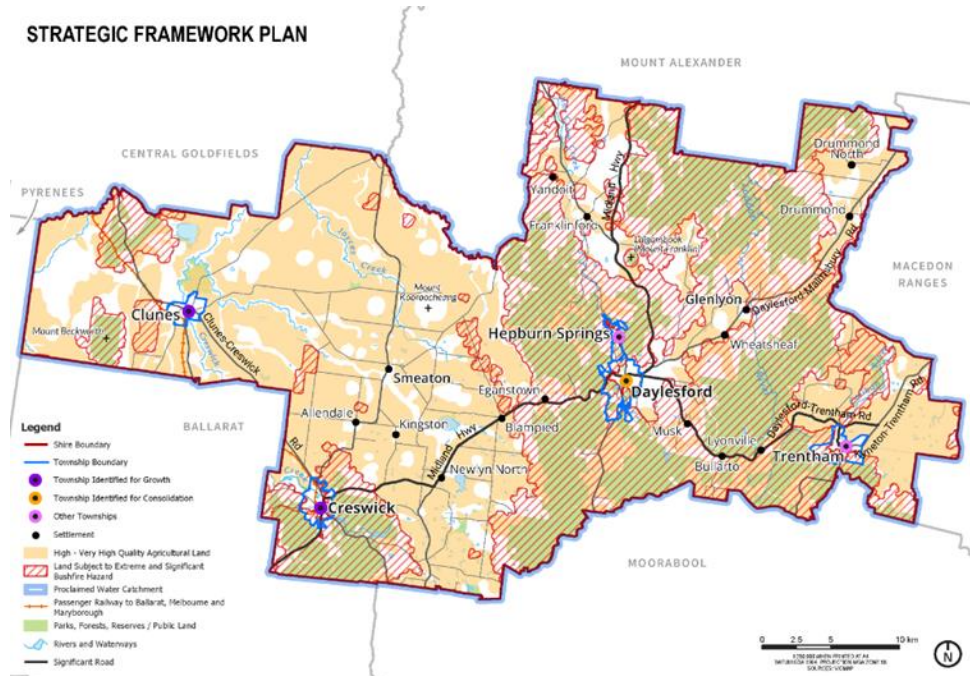 STRATEGIC FRAMEWORK PLAN
MOUNT ALEXANDER
CENTRAL GOLDFIELDS
PYRENEES
Drummond
North
Yandoit
Midland Hwy
Franklinford
Drummond
Daylesford-Malmsbury Rd
MACEDON
RANGES
Creek
Mount
Kooroocheang
Glenlyon
Clunes
Clunes-Creswick
Rd
Creswick
Hepburn Springs
Wheatsheaf
Mount Beckworth
Smeaton
Eganstown
Daylesford
Daylesford-Trentham Rd
Allendale
Kingston
Midland Hwy
Blampied
Musk
Lyonville
Bullarto
Trentham
BALLARAT
Newlyn North
Creek
Creswick
MOORABOOL
Legend
Shire Boundary
Township Boundary
Township Identified for Growth
Township Identified for Consolidation
Other Townships
Settlement
High - Very High Quality Agricultural Land
Land Subject to Extreme and Significant
Bushfire Hazard
Proclaimed Water Catchment
Passenger Railway to Ballarat, Melbourne and
Maryborough
Parks, Forests, Reserves / Public Land
Rivers and Waterways
Significant Road
0 2.5 5 10 km
N